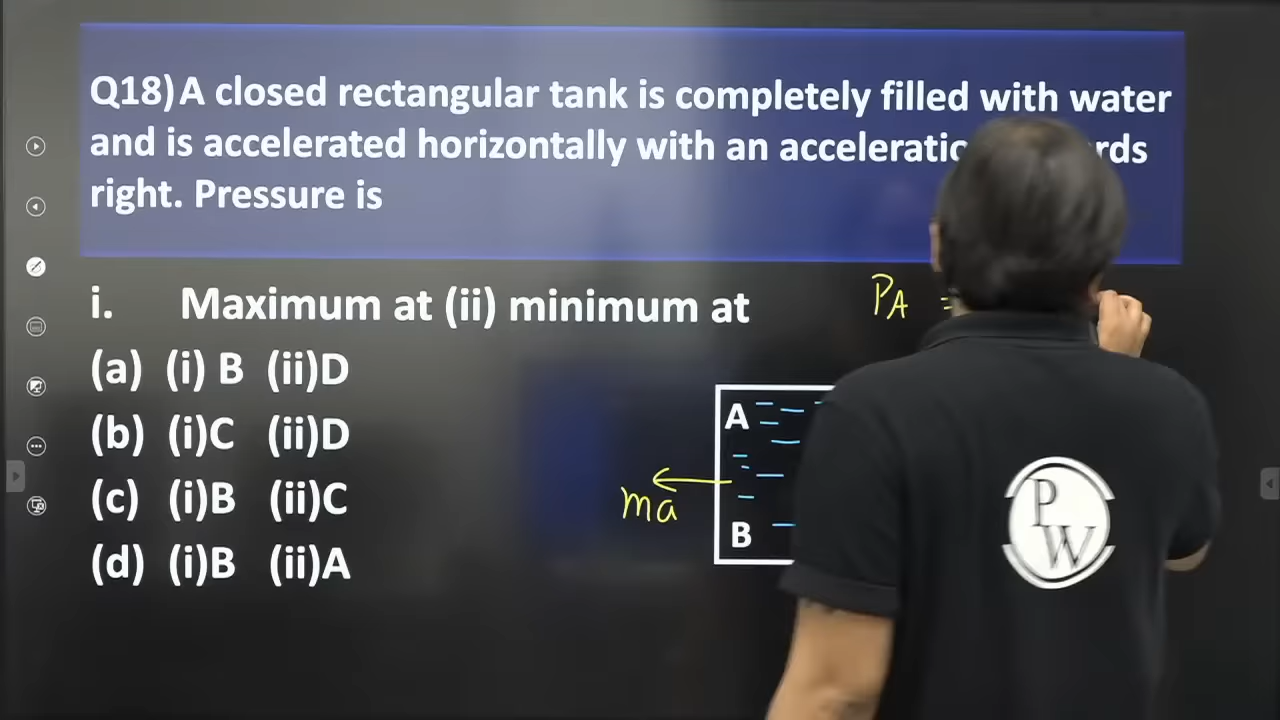 Q18) A closed rectangular tank is completely filled with water
and is accelerated horizontally with an rds
right. Pressure is
i. Maximum at (ii) minimum at
PA =
(a) (i) B (ii)D
(b) (i)C (ii)D
(c) (i)B (ii)C
(d) (i)B (ii)A
A
ma
B
PW